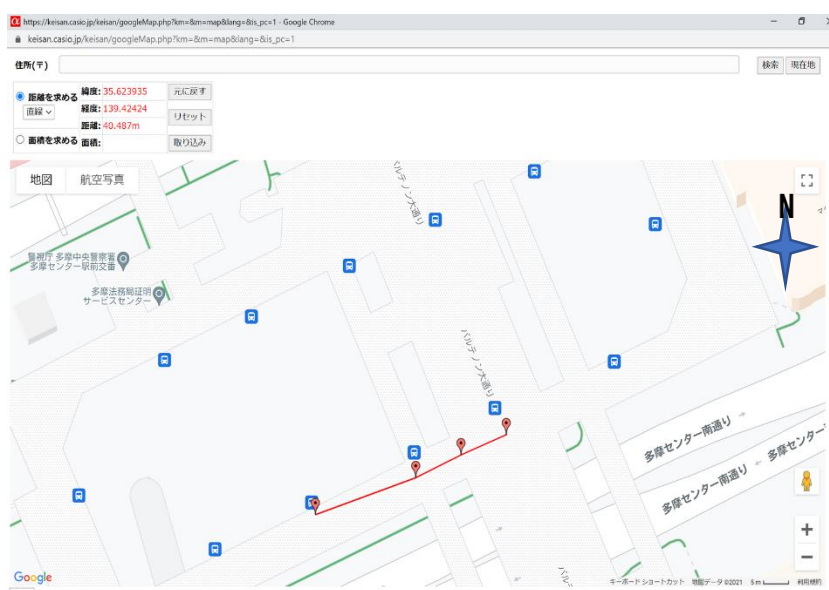 https://keisan.casio.jp/keisan/googleMap.php?km=&m=map&lang=&is_pc=1 - Google Chrome
keisan.casio.jp/keisan/googleMap.php?km=&m=map&lang=&is_pc=1
住所(〒) 検索 現在地
距離を求める 緯度: 35.623935 元に戻す
直線 経度: 139.42424 リセット
距離: 40.487m
面積を求める 面積: 取り込み
地図 航空写真
パルテノン大通り
N
警視庁 多摩中央警察署
多摩センター駅前交番
多摩法務局証明
サービスセンター
パルテノン大通り
多摩センター南通り →
多摩センター南通り ← 多摩センター
Google
キーボード ショートカット 地図データ ©2021 5 m 利用規約